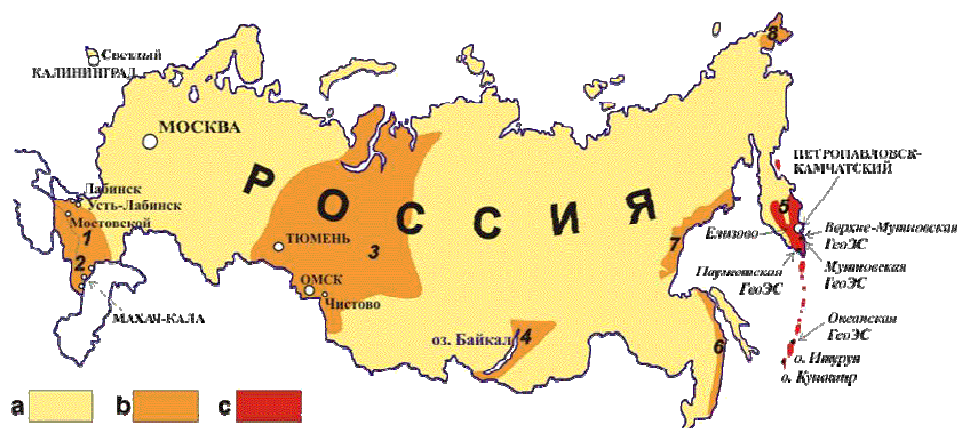 Светлый
КАЛИНИНГРАД
МОСКВА
РОССИЯ
8
ПЕТРОПАВЛОВСК-
КАМЧАТСКИЙ
Лабинск
Усть-Лабинск
Мостовской
1
2
МАХАЧ-КАЛА
ТЮМЕНЬ
3
ОМСК
Чистово
оз. Байкал
4
5
Елизово
7
Верхне-Мутновская
ГеоЭС
Паужетская
ГеоЭС
Мутновская
ГеоЭС
Океанская
ГеоЭС
6
о. Итуруп
о. Кунашир
a
b
c